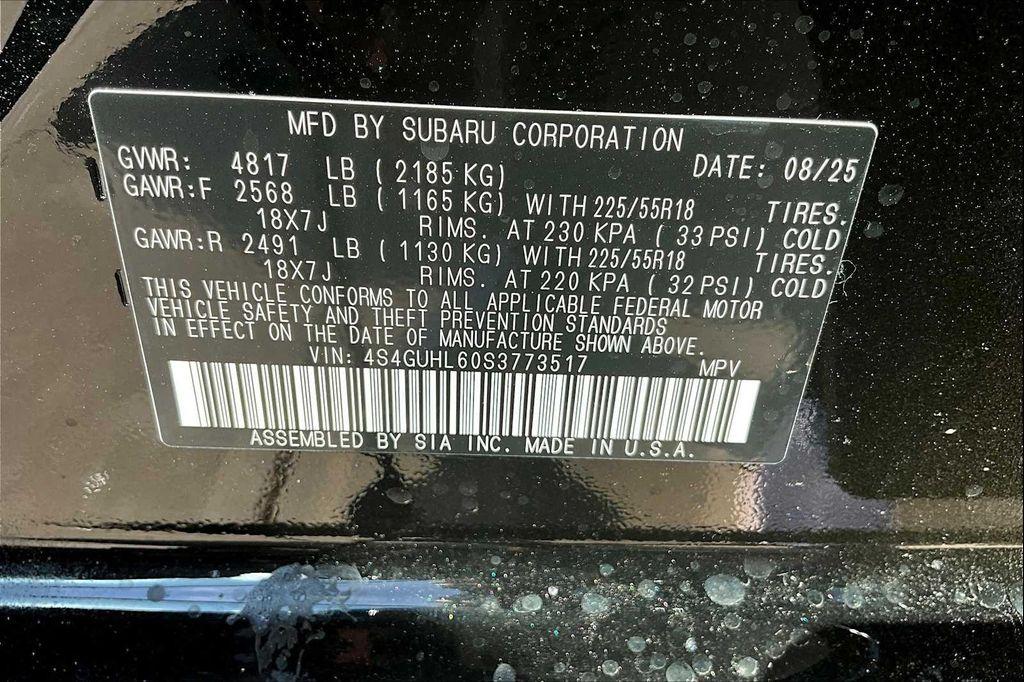 MFD BY SUBARU CORPORATION
GVWR: 4817 LB ( 2185 KG) DATE: 08/25
GAWR:F 2568 LB ( 1165 KG) WITH 225/55R18 TIRES.
18X7J RIMS. AT 230 KPA ( 33 PSI) COLD
GAWR:R 2491 LB ( 1130 KG) WITH 225/55R18 TIRES.
18X7J RIMS. AT 220 KPA ( 32 PSI) COLD
THIS VEHICLE CONFORMS TO ALL APPLICABLE FEDERAL MOTOR
VEHICLE SAFETY AND THEFT PREVENTION STANDARDS
IN EFFECT ON THE DATE OF MANUFACTURE SHOWN ABOVE.
VIN: 4S4GUHL60S3773517 MPV
ASSEMBLED BY SIA INC. MADE IN U.S.A.